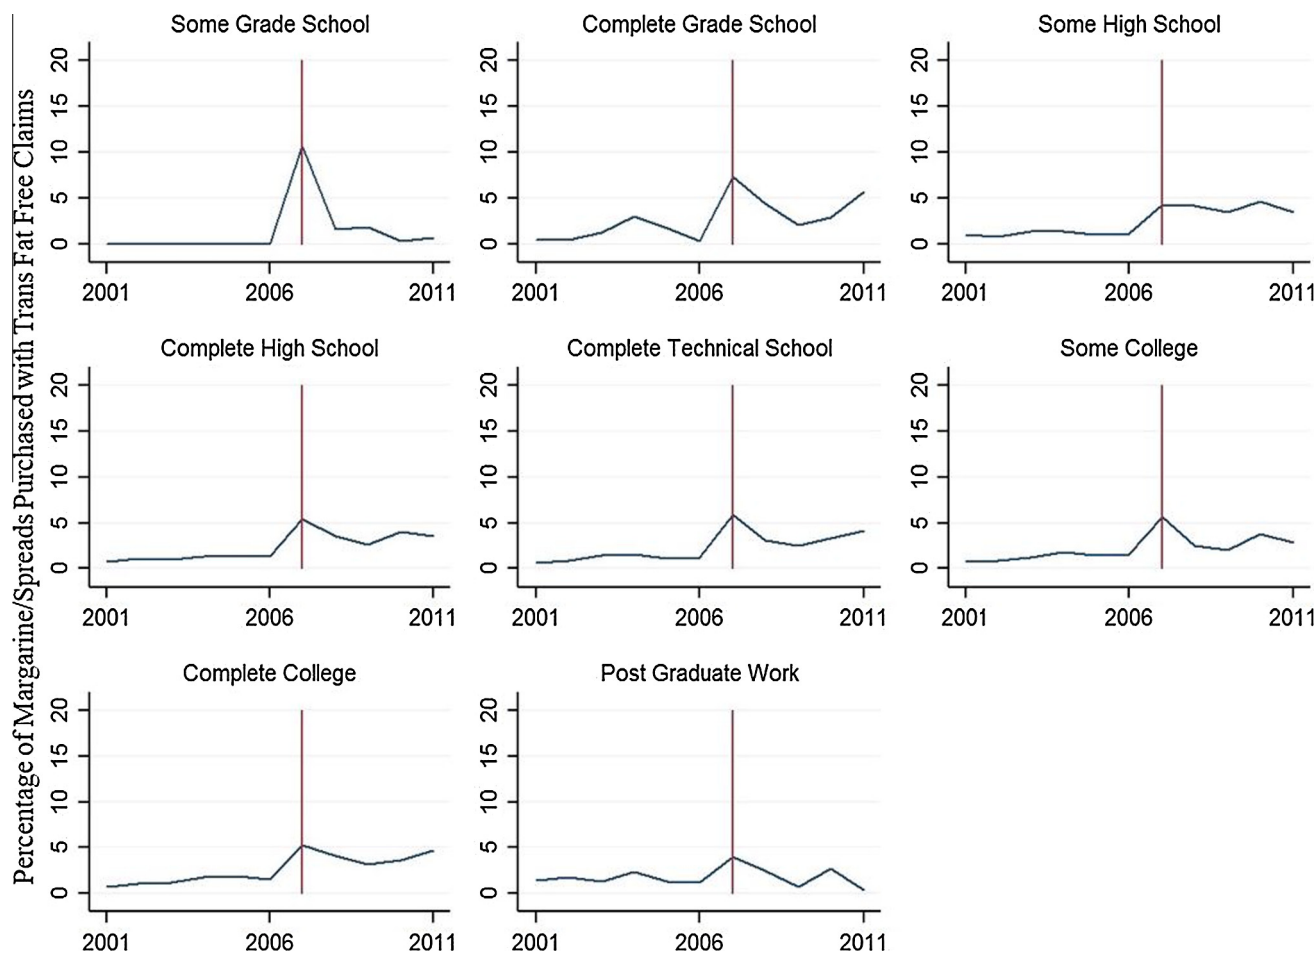 Percentage of Margarine/Spreads Purchased with Trans Fat Free Claims
Some Grade School
20
15
10
5
0
2001 2006 2011
Complete Grade School
20
15
10
5
0
2001 2006 2011
Some High School
20
15
10
5
0
2001 2006 2011
Complete High School
20
15
10
5
0
2001 2006 2011
Complete Technical School
20
15
10
5
0
2001 2006 2011
Some College
20
15
10
5
0
2001 2006 2011
Complete College
20
15
10
5
0
2001 2006 2011
Post Graduate Work
20
15
10
5
0
2001 2006 2011